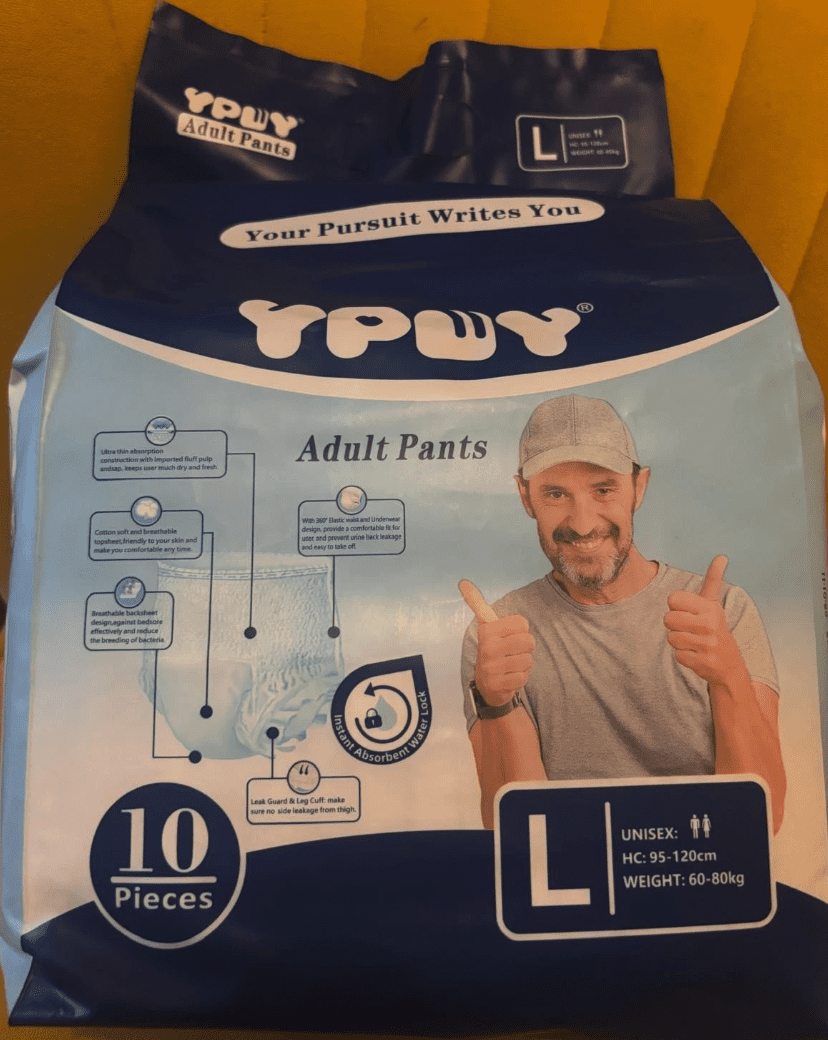 YPUY
Adult Pants
L
UNISEX
HC: 95-120cm
WEIGHT: 60-80kg
Your Pursuit Writes You
YPUY®
Adult Pants
Ultra thin absorption
construction with imported fluff pulp
andsap, keeps user much dry and fresh.
Cotton soft and breathable
topsheet,friendly to your skin and
make you comfortable any time.
With 360° Elastic waist and Underwear
design, provide a comfortable fit for
user and prevent urine back leakage
and easy to take off.
Breathable backsheet
design,against bedsore
effectively and reduce
the breeding of bacteria.
Instant Absorbent Water Lock
Leak Guard & Leg Cuff: make
sure no side leakage from thigh.
10
Pieces
L
UNISEX:
HC: 95-120cm
WEIGHT: 60-80kg